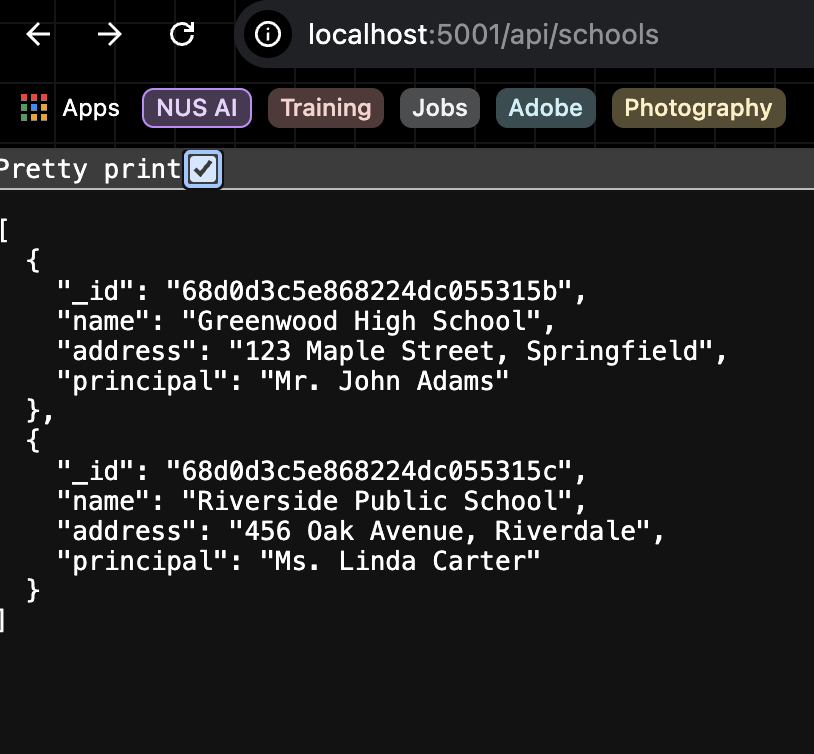 localhost:5001/api/schools
Apps NUS AI Training Jobs Adobe Photography
Pretty print
[
  {
    "_id": "68d0d3c5e868224dc055315b",
    "name": "Greenwood High School",
    "address": "123 Maple Street, Springfield",
    "principal": "Mr. John Adams"
  },
  {
    "_id": "68d0d3c5e868224dc055315c",
    "name": "Riverside Public School",
    "address": "456 Oak Avenue, Riverdale",
    "principal": "Ms. Linda Carter"
  }
]